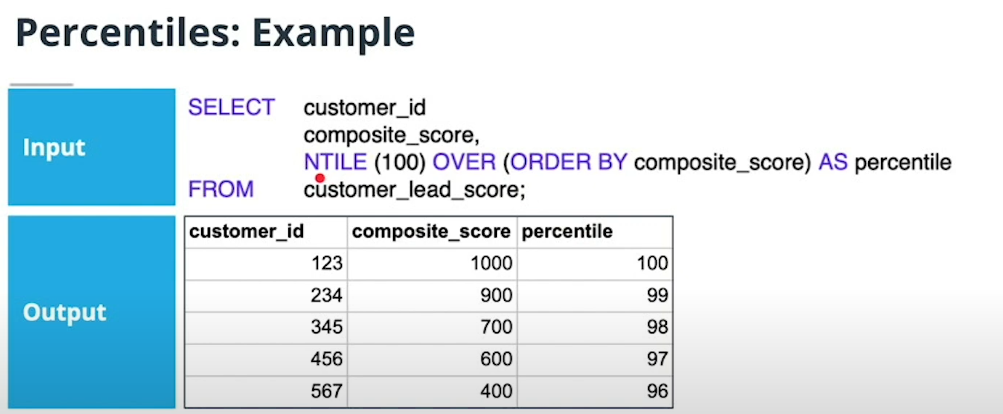 Percentiles: Example
Input
SELECT customer_id
composite_score,
NTILE (100) OVER (ORDER BY composite_score) AS percentile
FROM customer_lead_score;
Output
customer_id composite_score percentile
123 1000 100
234 900 99
345 700 98
456 600 97
567 400 96